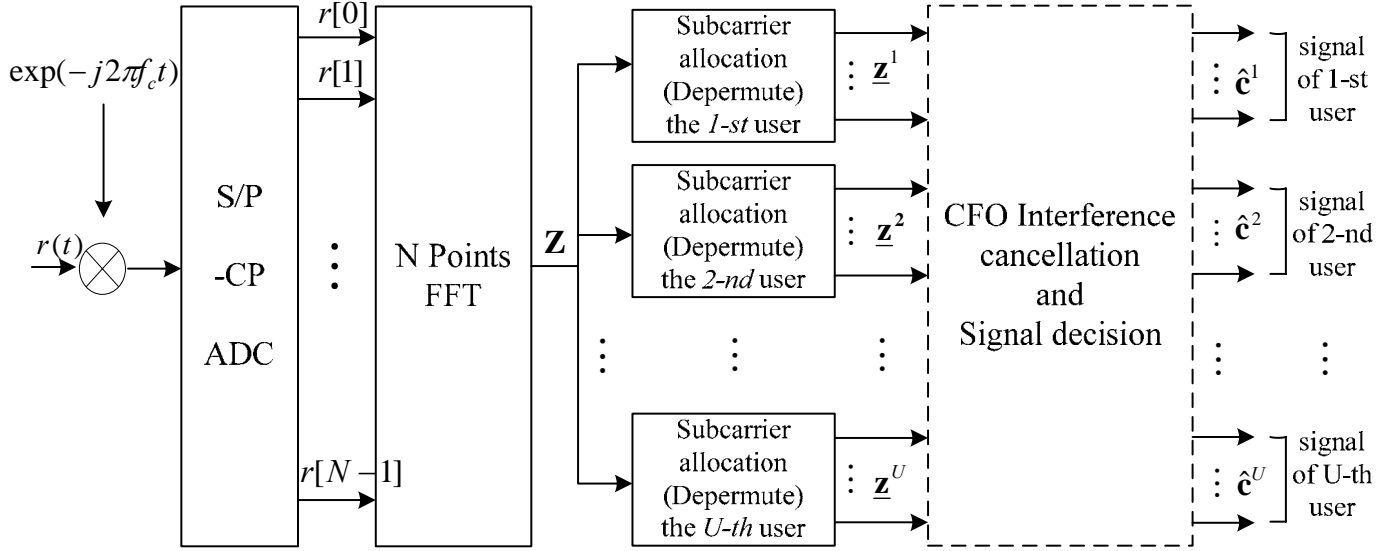 exp(−j2πf_c t)
r(t)
S/P
-CP
ADC
r[0]
r[1]
⋮
r[N−1]
N Points
FFT
Z
Subcarrier
allocation
(Depermute)
the 1-st user
⋮ z^1
Subcarrier
allocation
(Depermute)
the 2-nd user
⋮ z^2
⋮ ⋮ ⋮
Subcarrier
allocation
(Depermute)
the U-th user
⋮ z^U
CFO Interference
cancellation
and
Signal decision
⋮ ĉ^1
signal
of 1-st
user
⋮ ĉ^2
signal
of 2-nd
user
⋮ ⋮
⋮ ĉ^U
signal
of U-th
user